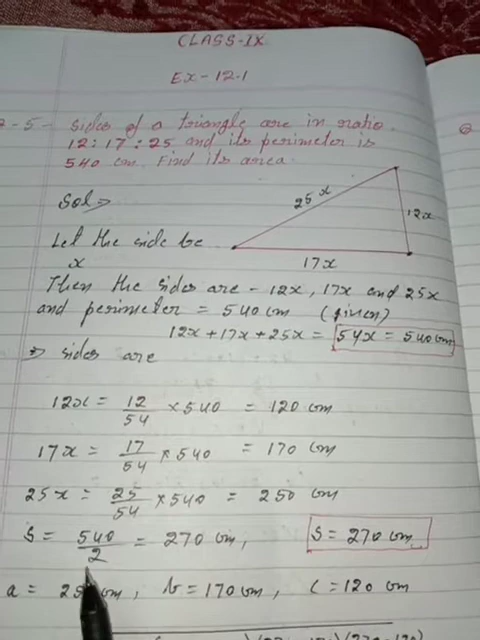 CLASS-IX
EX-12.1
Q-5- Sides of a triangle are in ratio
12:17:25 and its perimeter is
540 cm. Find its area.
Sol⇒
25x
12x
17x
Let the side be
x
Then the sides are - 12x, 17x and 25x
and perimeter = 540 cm (given)
12x + 17x + 25x = 54x = 540 cm
⇒ sides are
12x = 12/54 × 540 = 120 cm
17x = 17/54 × 540 = 170 cm
25x = 25/54 × 540 = 250 cm
S = 540/2 = 270 cm, S = 270 cm
a = cm, b = 170 cm, c = 120 cm